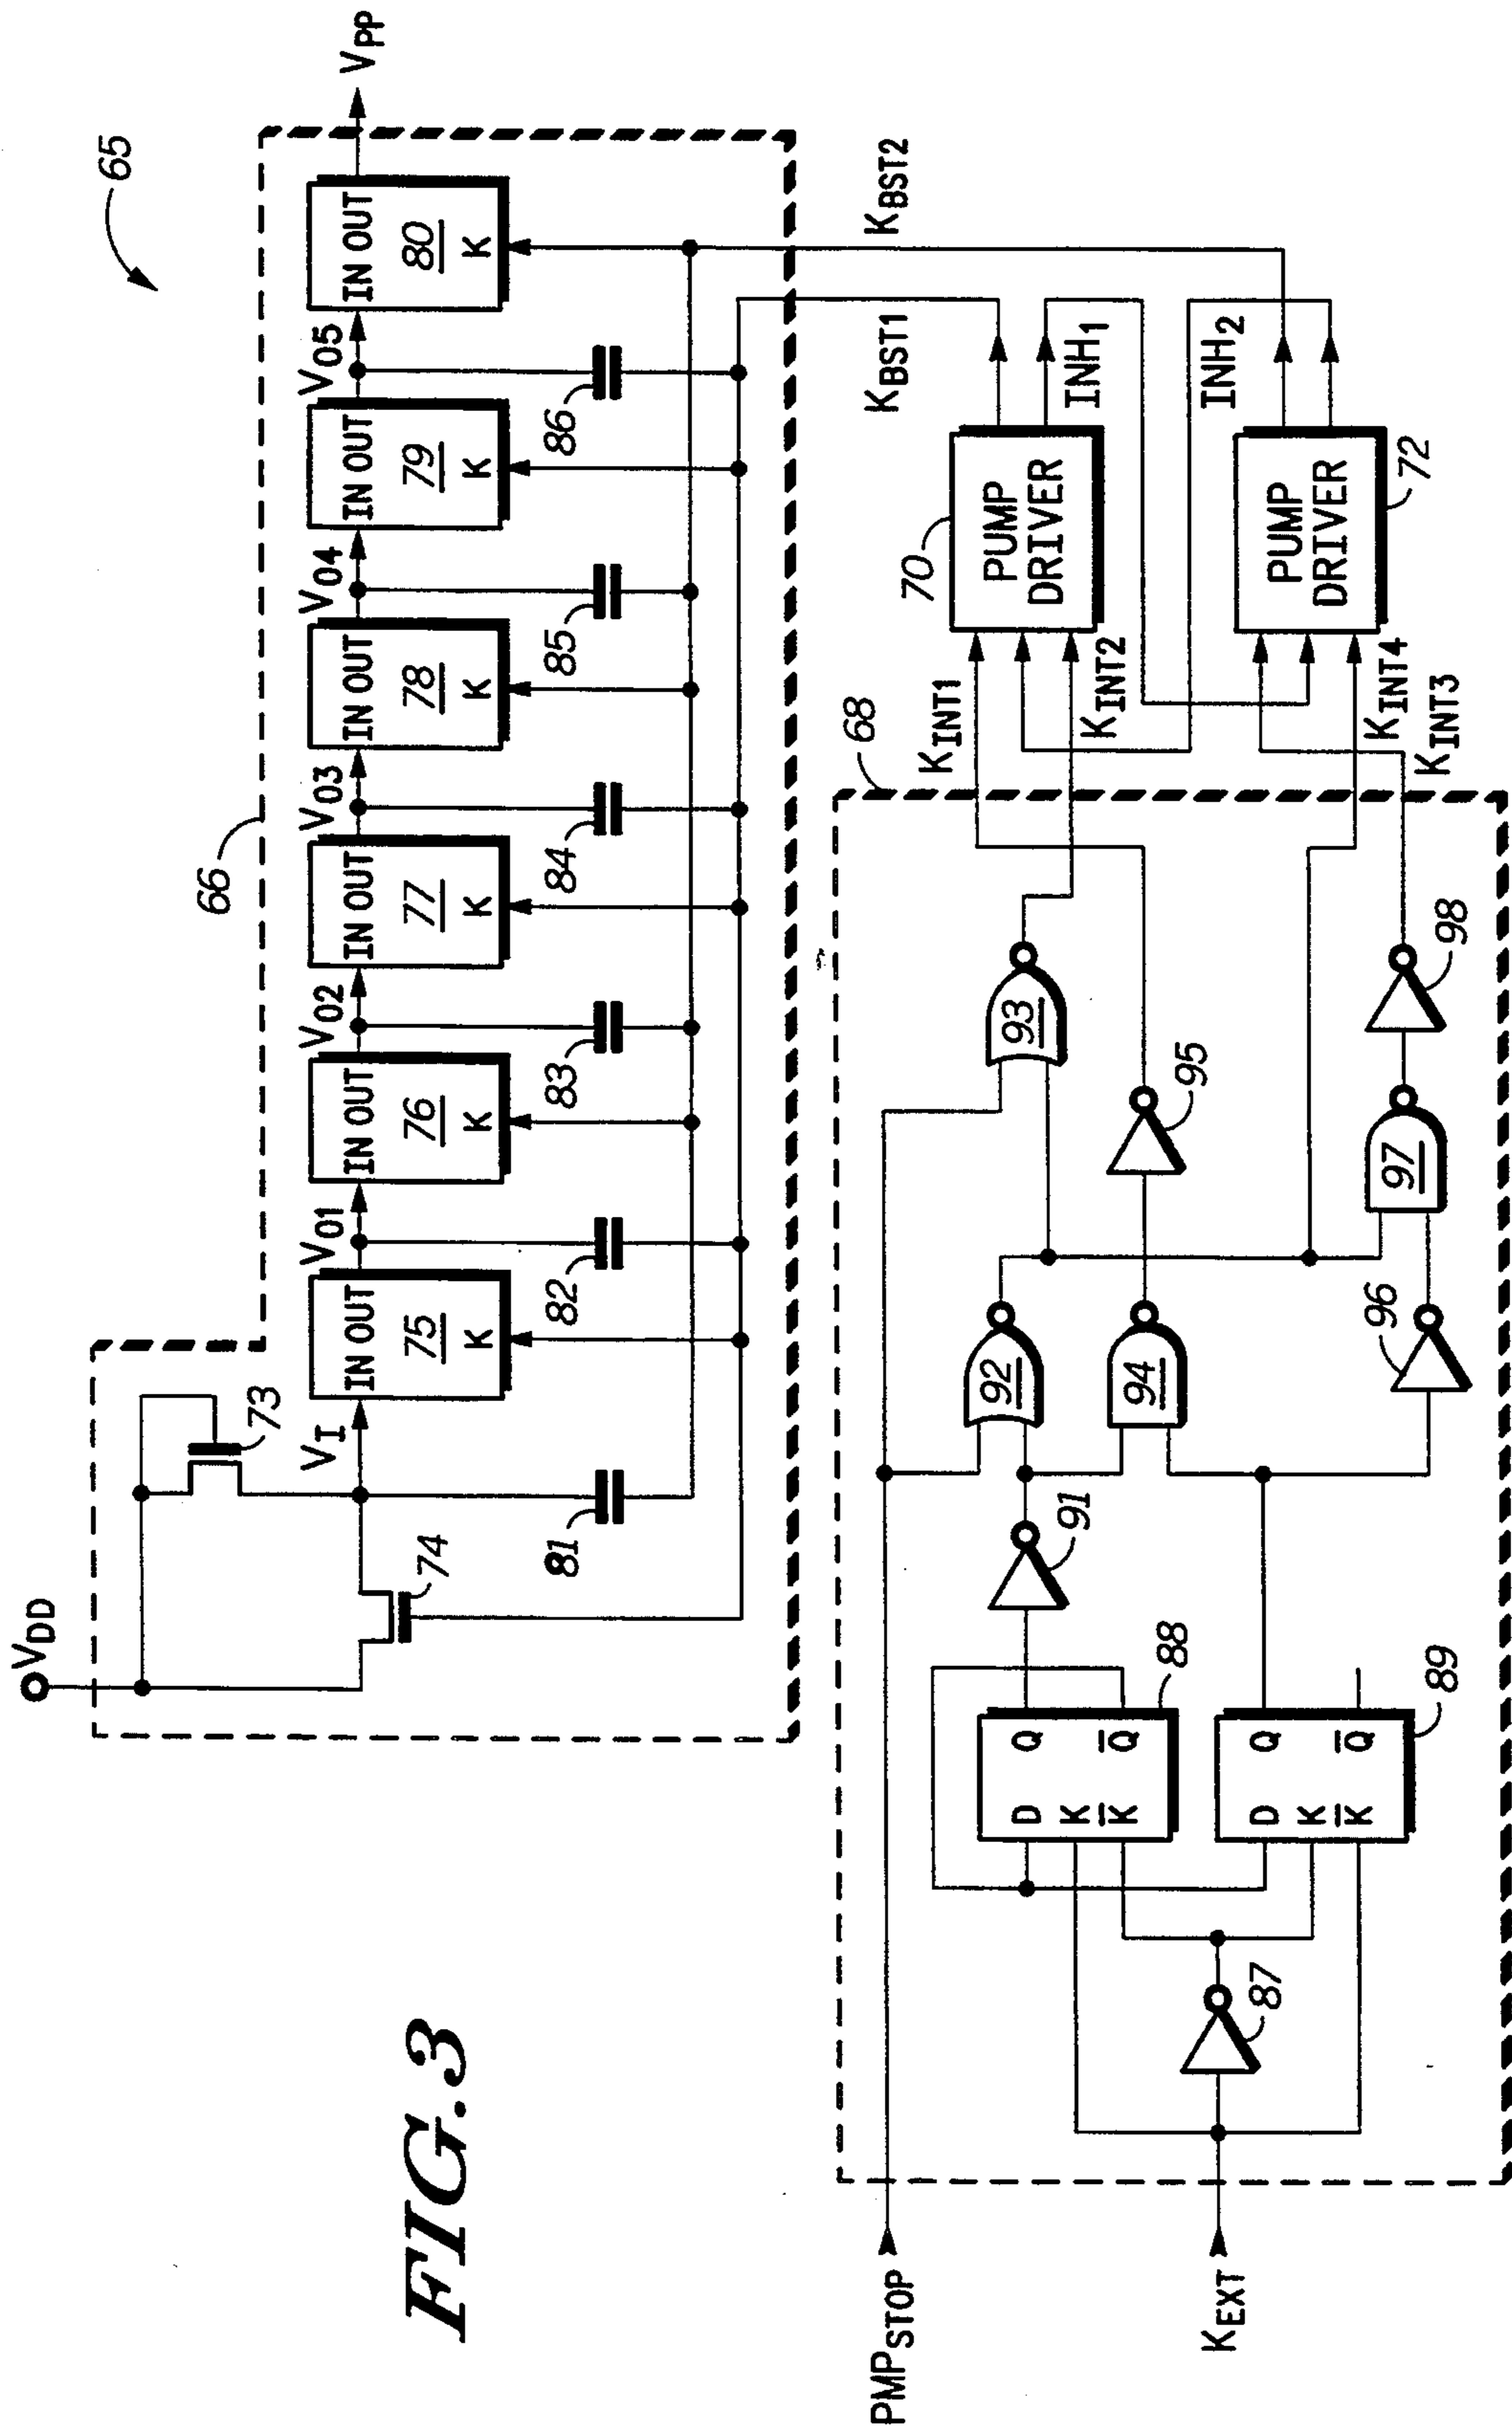 FIG.3
65
66
VDD
73
74
VI
81
IN OUT
75
K
VO1
82
IN OUT
76
K
VO2
83
IN OUT
77
K
VO3
84
IN OUT
78
K
VO4
85
IN OUT
79
K
VO5
86
IN OUT
80
K
VPP
KBST1
KBST2
PMPSTOP
KEXT
68
87
D Q
K
K̅ Q̅
88
D Q
K
K̅ Q̅
89
91
92
93
94
95
96
97
98
KINT1
KINT2
KINT4
KINT3
70
PUMP
DRIVER
INH1
INH2
PUMP
DRIVER
72